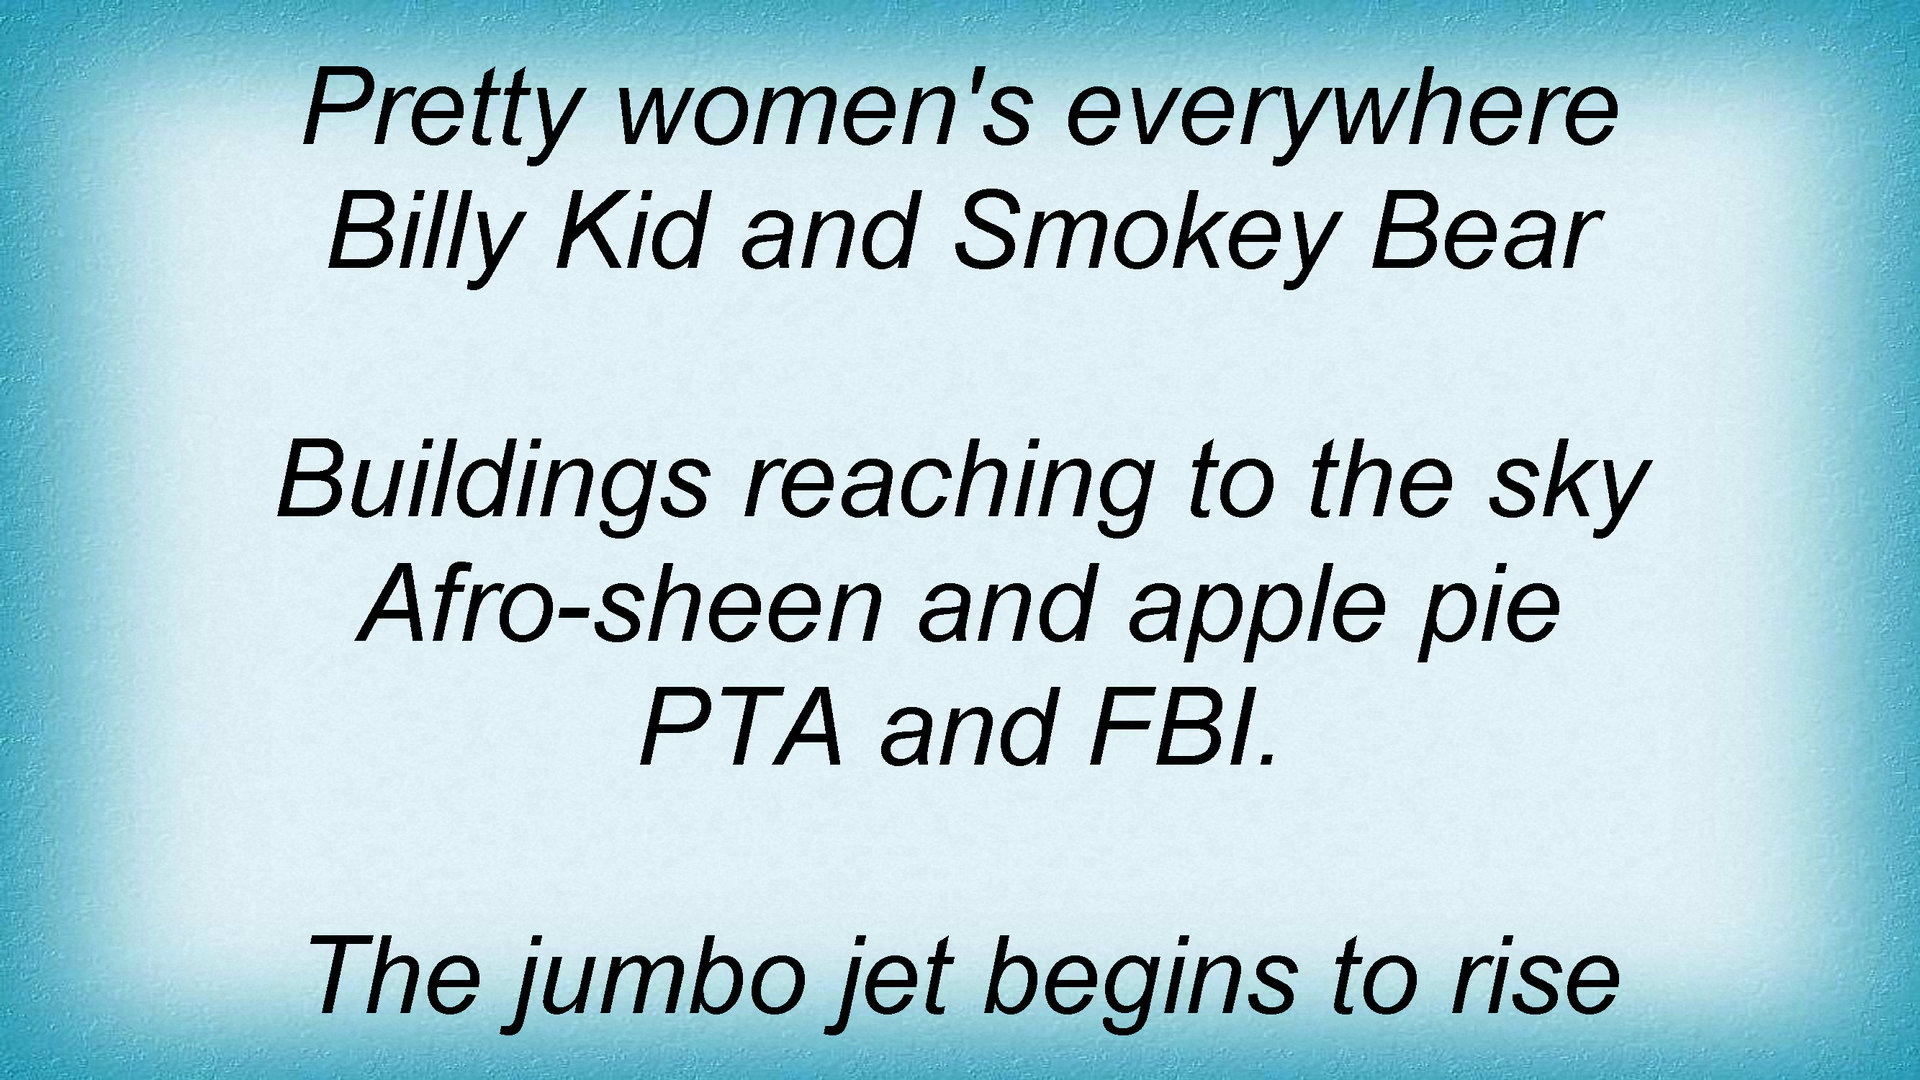 Pretty women's everywhere
Billy Kid and Smokey Bear
Buildings reaching to the sky
Afro-sheen and apple pie
PTA and FBI.
The jumbo jet begins to rise